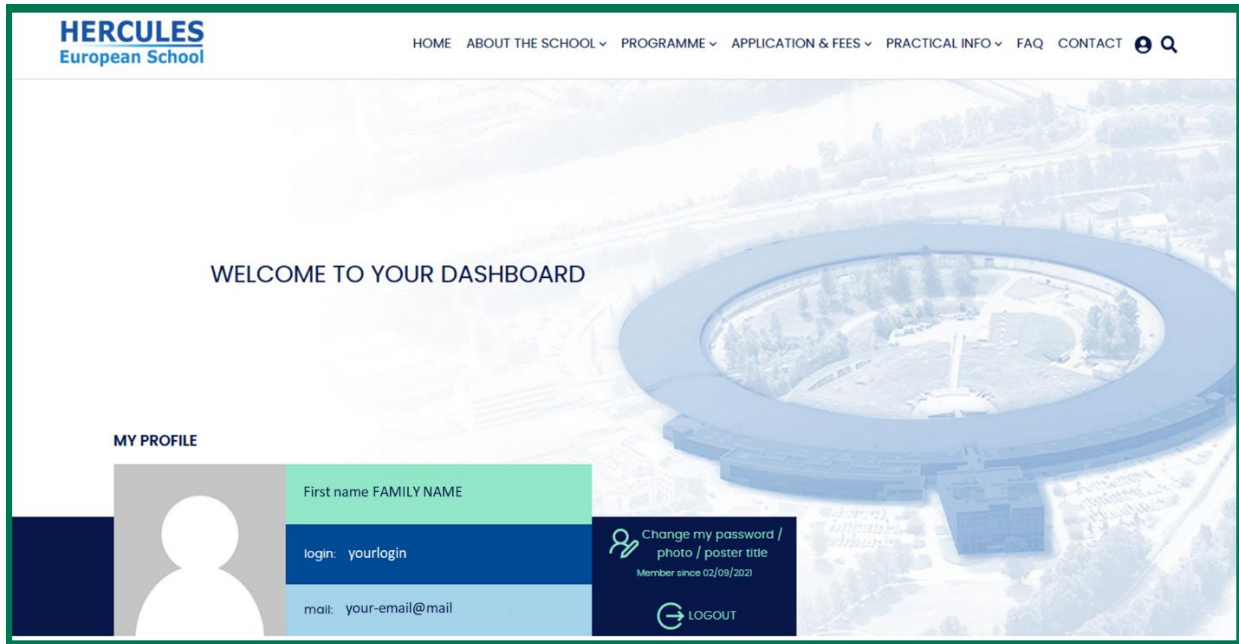 HERCULES
European School
HOME ABOUT THE SCHOOL PROGRAMME APPLICATION & FEES PRACTICAL INFO FAQ CONTACT
WELCOME TO YOUR DASHBOARD
MY PROFILE
First name FAMILY NAME
login: yourlogin
mail: your-email@mail
Change my password /
photo / poster title
Member since 02/09/2021
LOGOUT